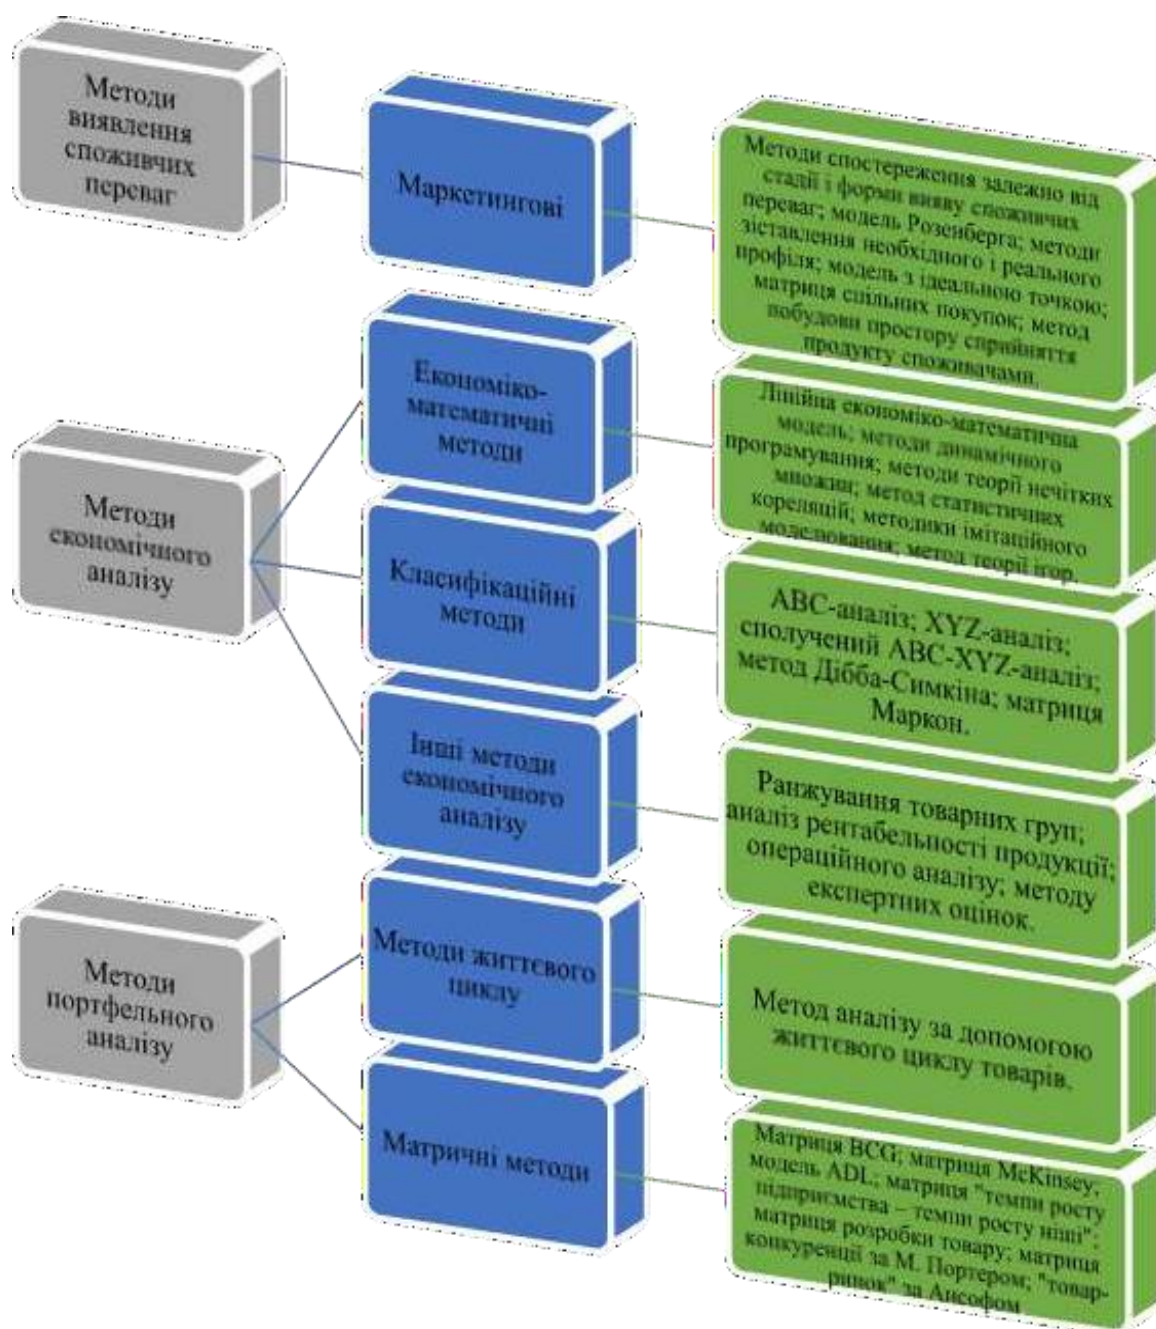 Методи
виявлення
споживчих
переваг
Маркетингові
Методи спостереження залежно від
стадії і форми вияву споживчих
переваг; модель Розенберга; методи
зіставлення необхідного і реального
профіля; модель з ідеальною точкою;
матриця спільних покупок; метод
побудови простору сприйняття
продукту споживачами.
Методи
економічного
аналізу
Економіко-
математичні
методи
Лінійна економіко-математична
модель; методи динамічного
програмування; методи теорії нечітких
множин; метод статистичних
кореляцій; методики імітаційного
моделювання; метод теорії ігор.
Класифікаційні
методи
ABC-аналіз; XYZ-аналіз;
сполучений ABC-XYZ-аналіз;
метод Дібба-Симкіна; матриця
Маркон.
Інші методи
економічного
аналізу
Ранжування товарних груп;
аналіз рентабельності продукції;
операційного аналізу; методу
експертних оцінок.
Методи
портфельного
аналізу
Методи життєвого
циклу
Метод аналізу за допомогою
життєвого циклу товарів.
Матричні методи
Матриця BCG; матриця McKinsey;
модель ADL; матриця "темпи росту
підприємства – темпи росту ніші";
матриця розробки товару; матриця
конкуренції за М. Портером; "товар-
ринок" за Ансофом